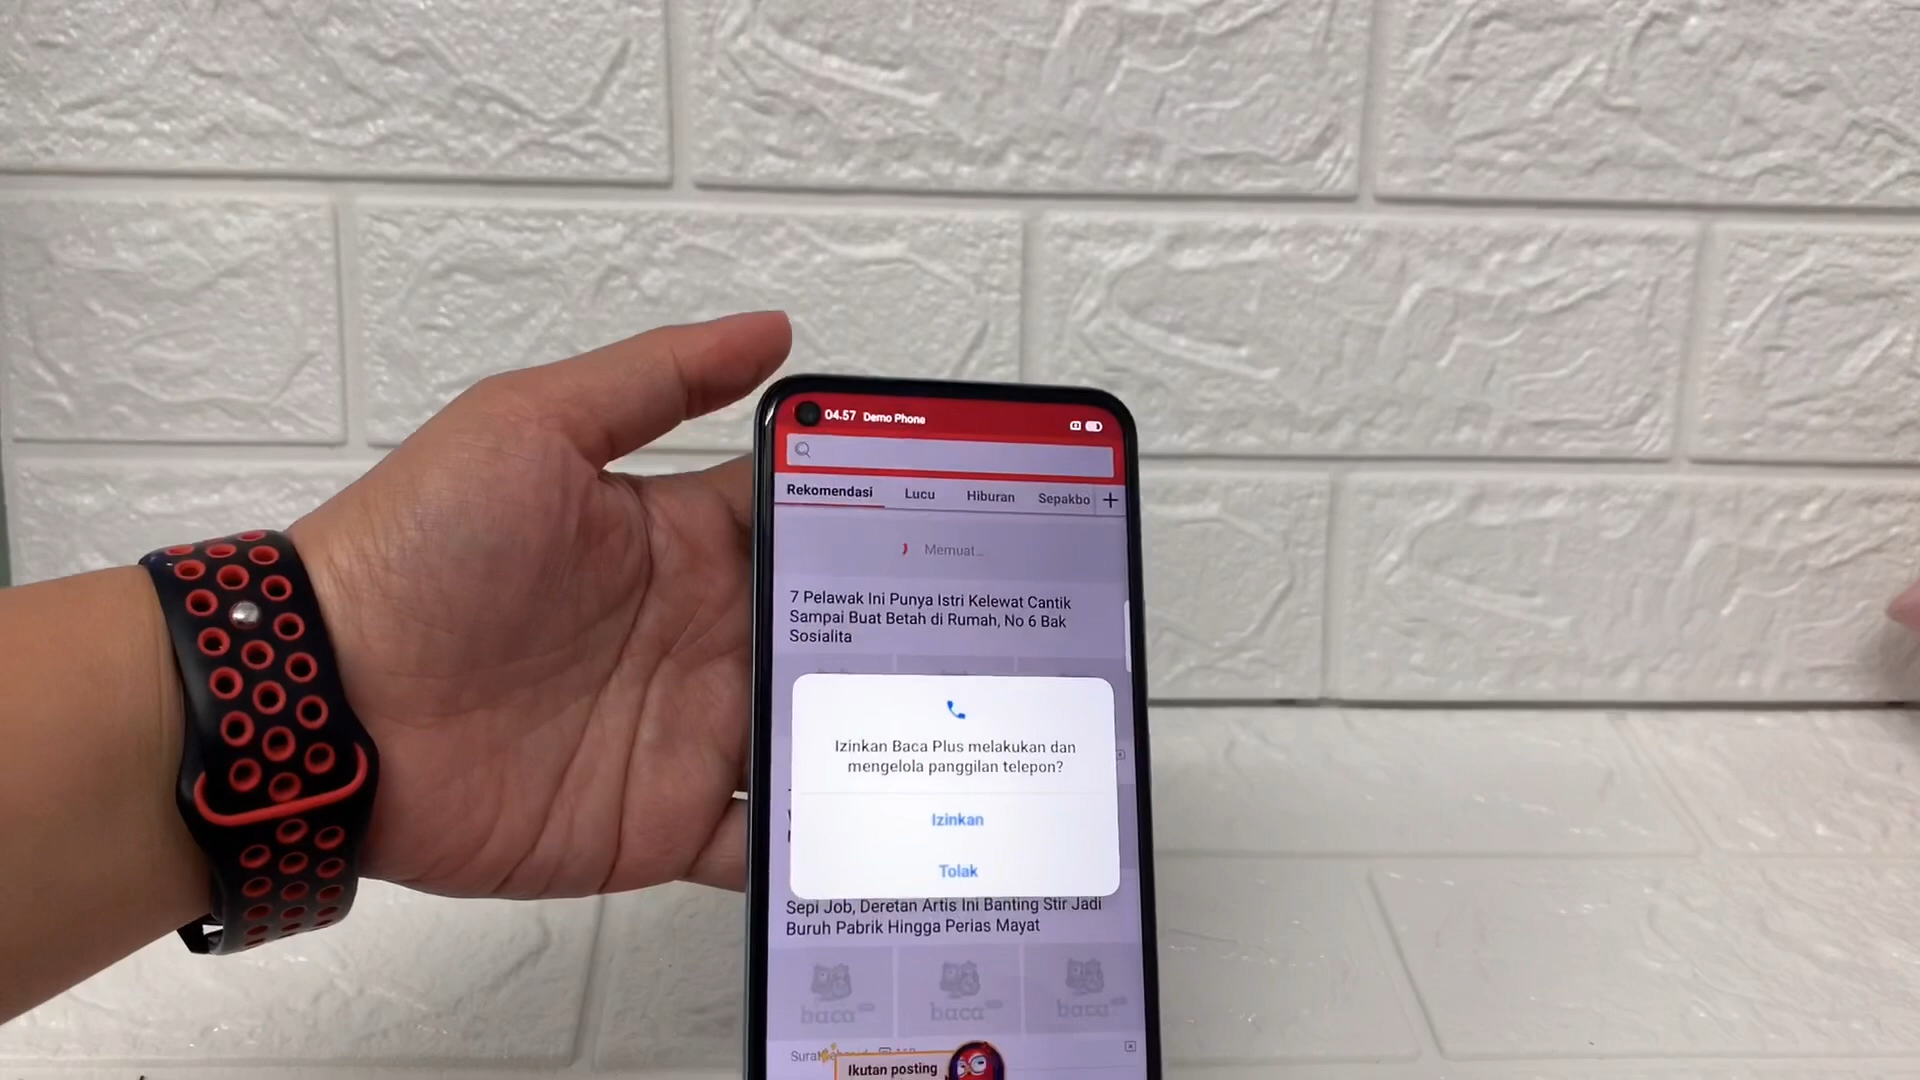 04.57 Demo Phone
Rekomendasi Lucu Hiburan Sepakbo +
Memuat...
7 Pelawak Ini Punya Istri Kelewat Cantik
Sampai Buat Betah di Rumah, No 6 Bak
Sosialita
Izinkan Baca Plus melakukan dan
mengelola panggilan telepon?
Izinkan
Tolak
Sepi Job, Deretan Artis Ini Banting Stir Jadi
Buruh Pabrik Hingga Perias Mayat
baca baca baca
Ikutan posting